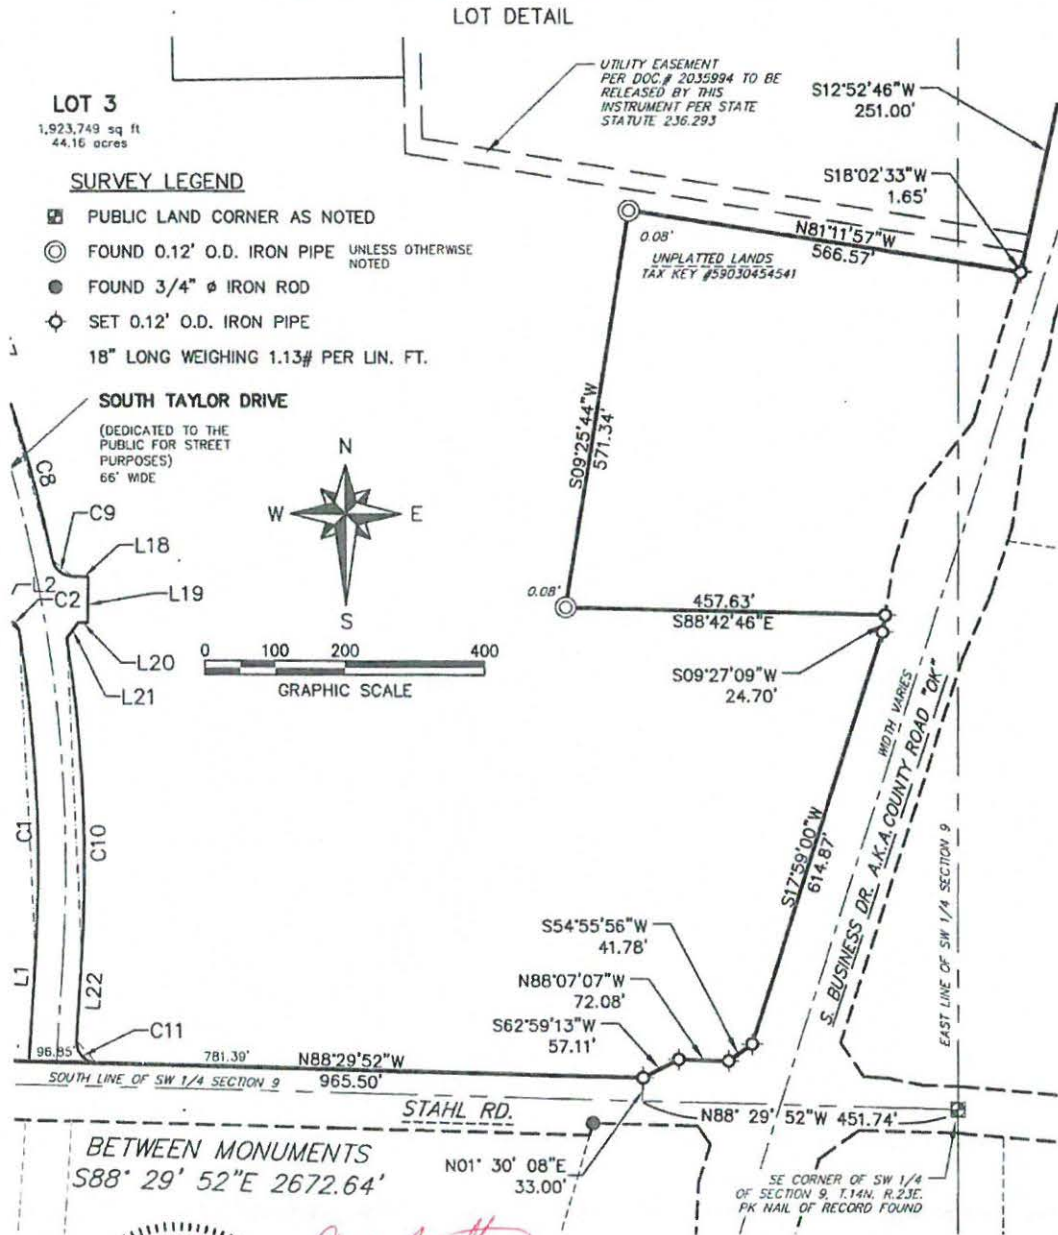 LOT DETAIL
UTILITY EASEMENT
PER DOC.# 2035994 TO BE
RELEASED BY THIS
INSTRUMENT PER STATE
STATUTE 236.293
S12°52'46"W
251.00'
LOT 3
1,923,749 sq ft
44.16 acres
S18°02'33"W
1.65'
SURVEY LEGEND
PUBLIC LAND CORNER AS NOTED
FOUND 0.12' O.D. IRON PIPE UNLESS OTHERWISE
NOTED
FOUND 3/4" ø IRON ROD
SET 0.12' O.D. IRON PIPE
18" LONG WEIGHING 1.13# PER LIN. FT.
0.08'
N81°11'57"W
566.57'
UNPLATTED LANDS
TAX KEY #59030454541
SOUTH TAYLOR DRIVE
(DEDICATED TO THE
PUBLIC FOR STREET
PURPOSES)
66' WIDE
C8
C9
L18
L2
C2
L19
L20
L21
N
W
E
S
0 100 200 400
GRAPHIC SCALE
S09°25'44"W
571.34'
0.08'
457.63'
S88°42'46"E
S09°27'09"W
24.70'
WIDTH VARIES
S. BUSINESS DR. A.K.A. COUNTY ROAD "OK"
EAST LINE OF SW 1/4 SECTION 9
S17°59'00"W
614.87'
C1
C10
L1
L22
C11
S54°55'56"W
41.78'
N88°07'07"W
72.08'
S62°59'13"W
57.11'
96.85'
781.39'
N88°29'52"W
965.50'
SOUTH LINE OF SW 1/4 SECTION 9
STAHL RD.
N88° 29' 52"W 451.74'
BETWEEN MONUMENTS
S88° 29' 52"E 2672.64'
N01° 30' 08"E
33.00'
SE CORNER OF SW 1/4
OF SECTION 9, T.14N, R.23E.
PK NAIL OF RECORD FOUND